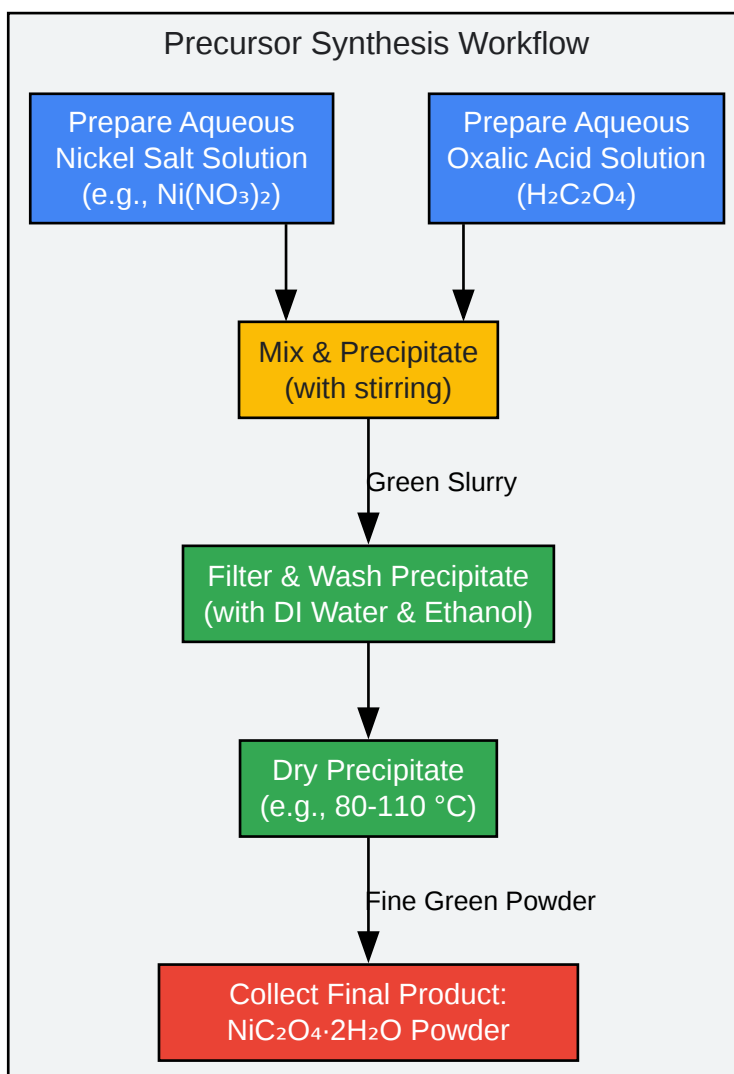 Precursor Synthesis Workflow
Prepare Aqueous
Nickel Salt Solution
(e.g., Ni(NO₃)₂)
Prepare Aqueous
Oxalic Acid Solution
(H₂C₂O₄)
Mix & Precipitate
(with stirring)
Green Slurry
Filter & Wash Precipitate
(with DI Water & Ethanol)
Dry Precipitate
(e.g., 80-110 °C)
Fine Green Powder
Collect Final Product:
NiC₂O₄·2H₂O Powder